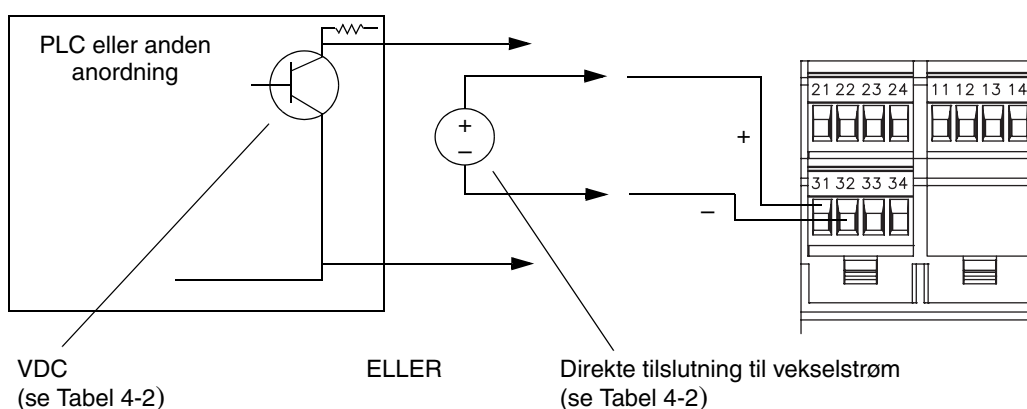 PLC eller anden
anordning
+
−
+
−
21 22 23 24
11 12 13 14
31 32 33 34
VDC
(se Tabel 4-2)
ELLER
Direkte tilslutning til vekselstrøm
(se Tabel 4-2)